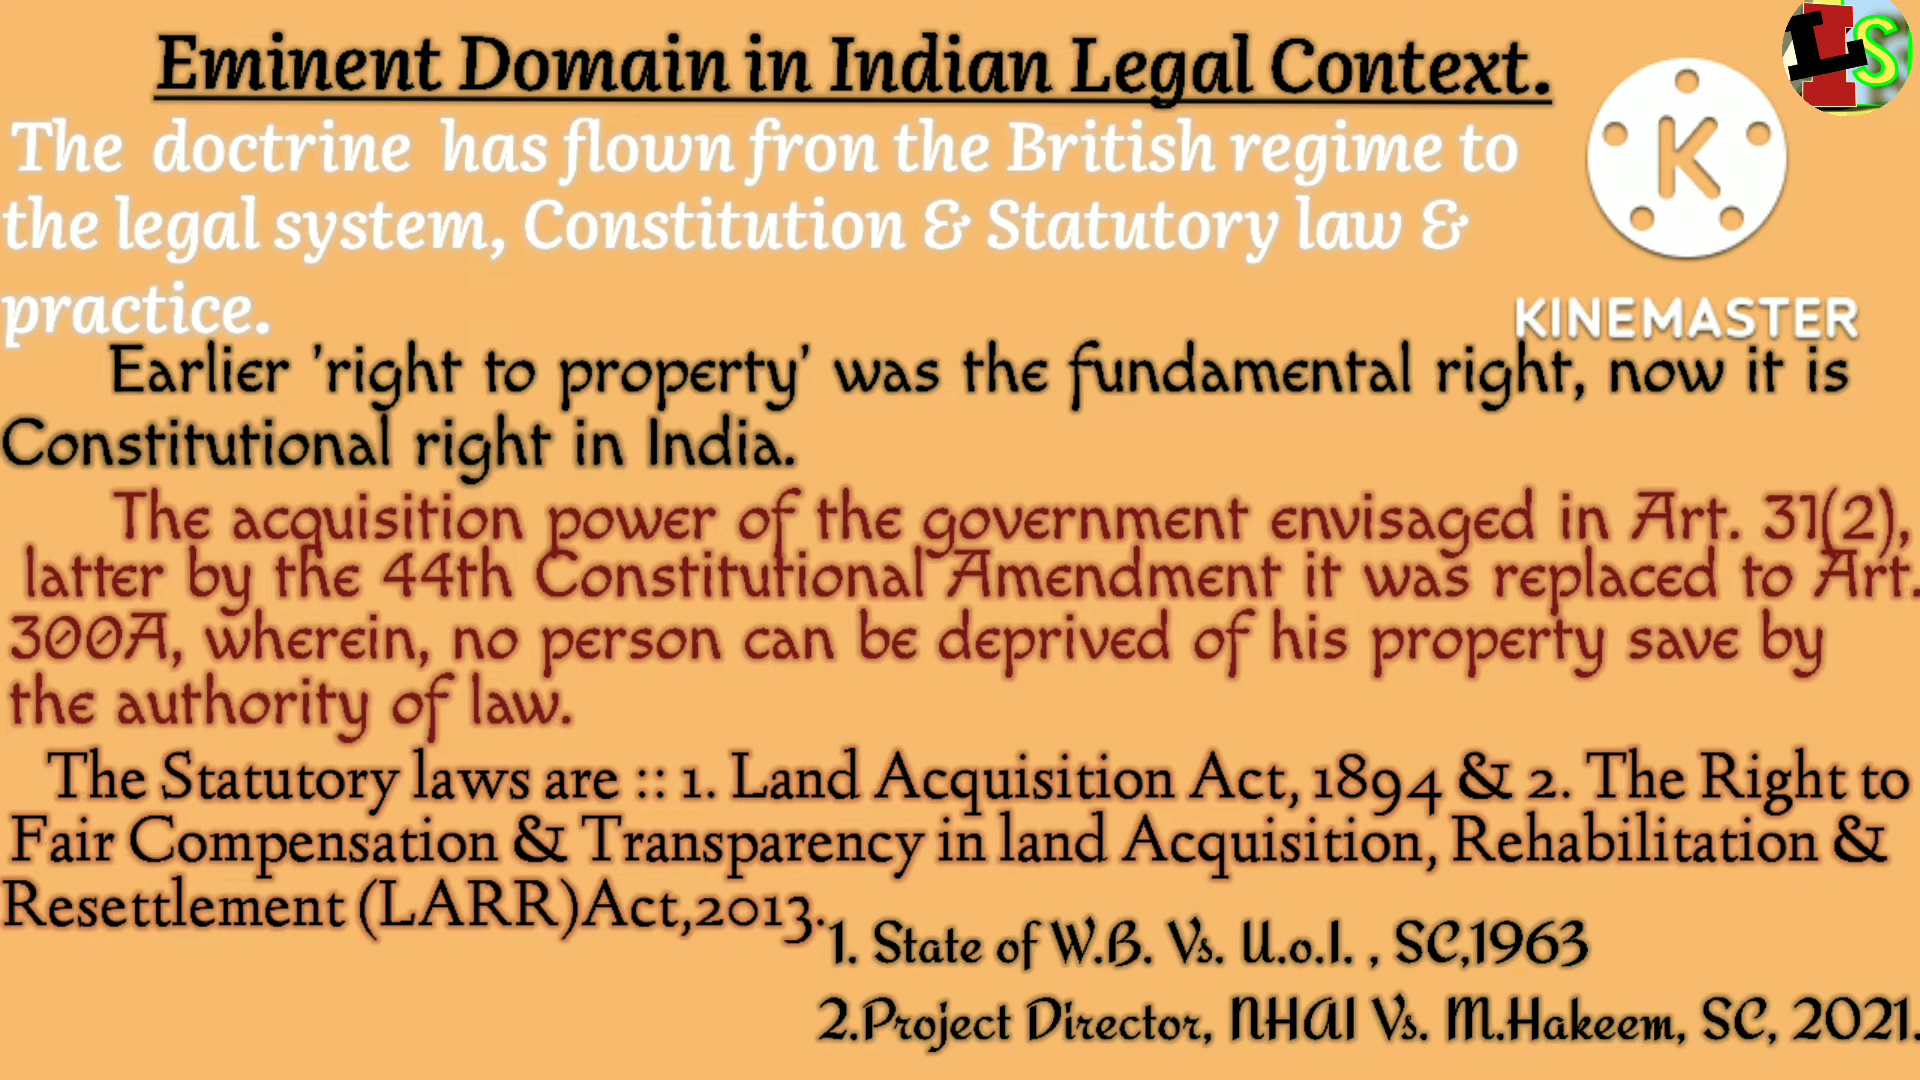 Eminent Domain in Indian Legal Context.
LS
The doctrine has flown fron the British regime to
the legal system, Constitution & Statutory law &
practice.
K
KINEMASTER
Earlier 'right to property' was the fundamental right, now it is
Constitutional right in India.
The acquisition power of the government envisaged in Art. 31(2),
latter by the 44th Constitutional Amendment it was replaced to Art.
300A, wherein, no person can be deprived of his property save by
the authority of law.
The Statutory laws are :: 1. Land Acquisition Act, 1894 & 2. The Right to
Fair Compensation & Transparency in land Acquisition, Rehabilitation &
Resettlement (LARR)Act,2013.
1. State of W.B. Vs. U.o.I. , SC,1963
2.Project Director, NHAI Vs. M.Hakeem, SC, 2021.